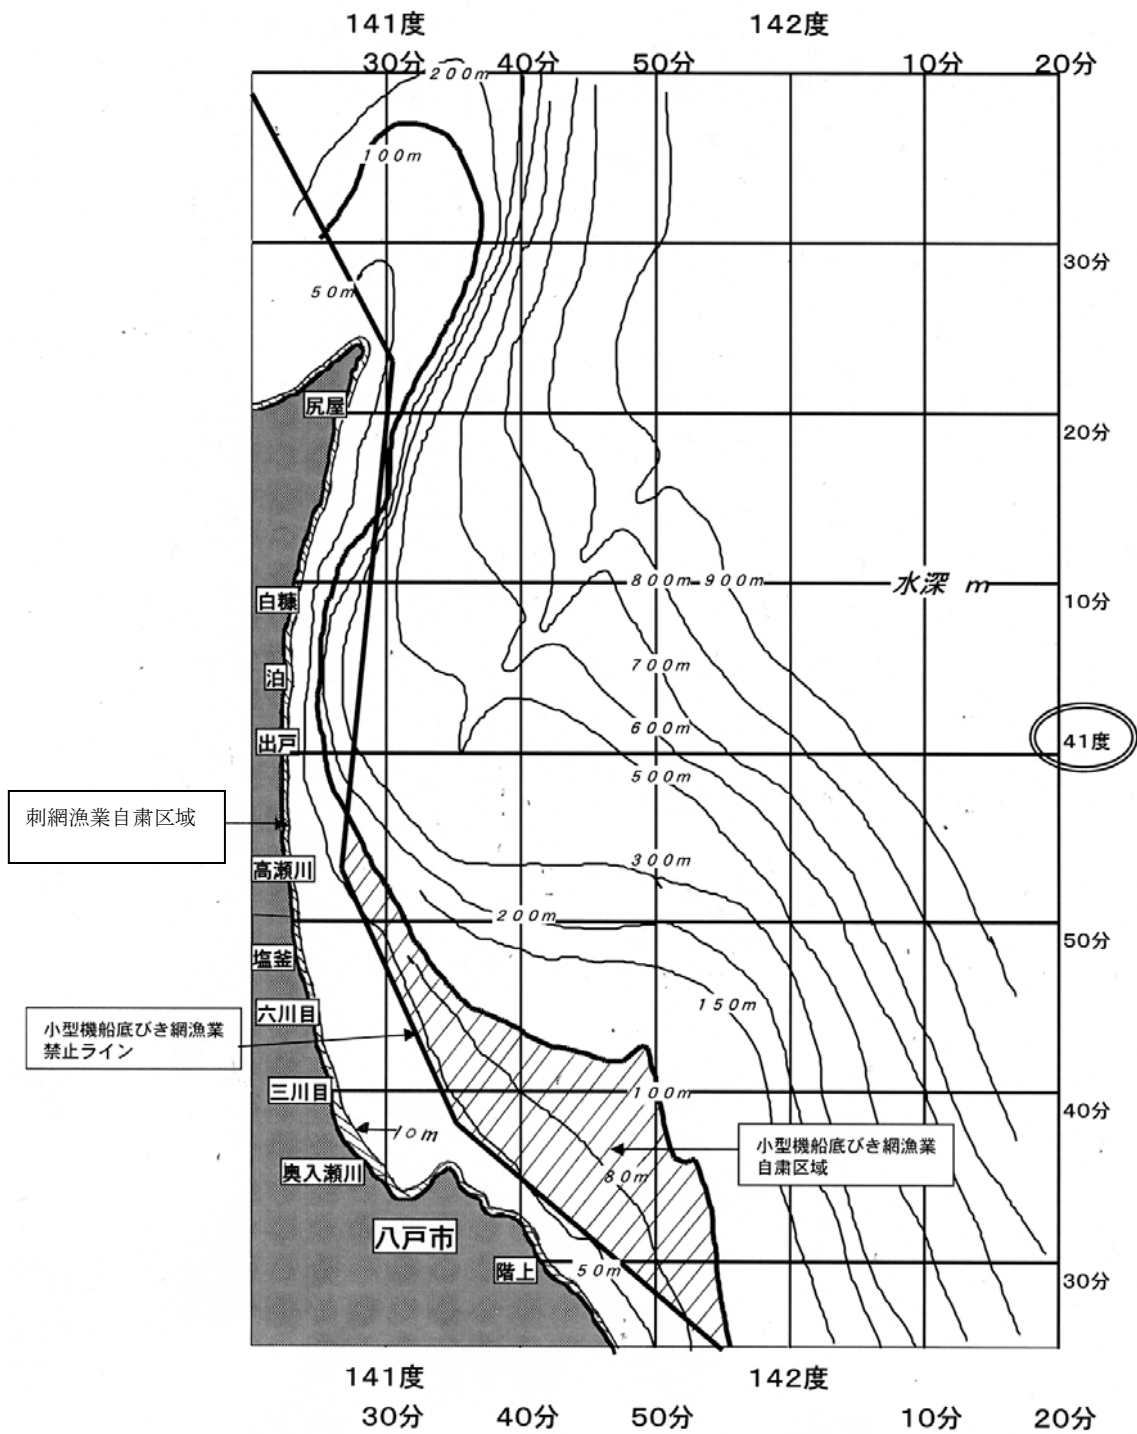 141度
142度
30分
40分
50分
10分
20分
200m
100m
50m
30分
尻屋
20分
800m
900m
水深 m
白糠
10分
泊
700m
600m
出戸
41度
500m
刺網漁業自粛区域
高瀬川
300m
200m
50分
塩釜
150m
六川目
小型機船底びき網漁業
禁止ライン
三川目
100m
40分
10m
小型機船底びき網漁業
自粛区域
奥入瀬川
80m
八戸市
階上
50m
30分
141度
142度
30分
40分
50分
10分
20分